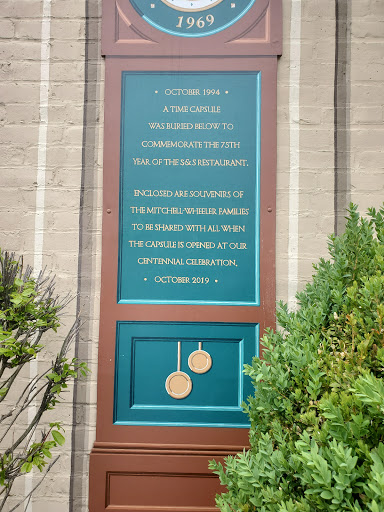 1969
• OCTOBER 1994 •
A TIME CAPSULE
WAS BURIED BELOW TO
COMMEMORATE THE 75TH
YEAR OF THE S&S RESTAURANT.
ENCLOSED ARE SOUVENIRS OF
THE MITCHELL-WHEELER FAMILIES
TO BE SHARED WITH ALL WHEN
THE CAPSULE IS OPENED AT OUR
CENTENNIAL CELEBRATION,
• OCTOBER 2019 •